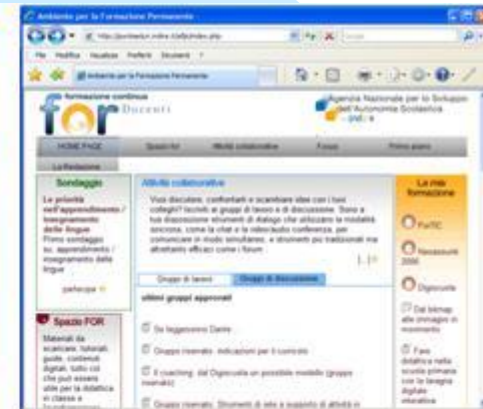 Ambiente per la Formazione Permanente
File Modifica Visualizza Preferiti Strumenti ?
Ambiente per la Formazione Permanente
formazione continua
for Docenti
Agenzia Nazionale per lo Sviluppo
dell'Autonomia Scolastica
HOME PAGE
Spazio for
Attività collaborative
Focus
Primo piano
La Redazione
Sondaggio
Le priorità
nell'apprendimento /
insegnamento
delle lingue
Primo sondaggio
su apprendimento /
insegnamento delle
lingue
partecipa
Spazio FOR
Materiali da
scaricare, tutorial,
guide, contenuti
digitali, tutto ciò
che può essere
utile per la didattica
in classe e
Attività collaborative
Vuoi discutere, confrontarti e scambiare idee con i tuoi
colleghi? Iscriviti ai gruppi di lavoro e di discussione. Sono a
tua disposizione strumenti di dialogo che utilizzano la modalità
sincrona, come la chat e la video/audio conferenza, per
comunicare in modo simultaneo, e strumenti più tradizionali ma
altrettanto efficaci come i forum
[...]
Gruppi di lavoro
Gruppi di discussione
ultimi gruppi approvati
Se leggessimo Dante
Gruppo riservato: indicazioni per il curricolo
Il coaching: dal Digiscuola un possibile modello (gruppo
riservato)
Gruppo riservato: Strumenti di rete a supporto di attività in
La mia
formazione
ForTIC
Neoassunti
2006
Digiscuola
Dal bitmap
alle immagini in
movimento
Fare
didattica nella
scuola primaria
con la lavagna
digitale
interattiva